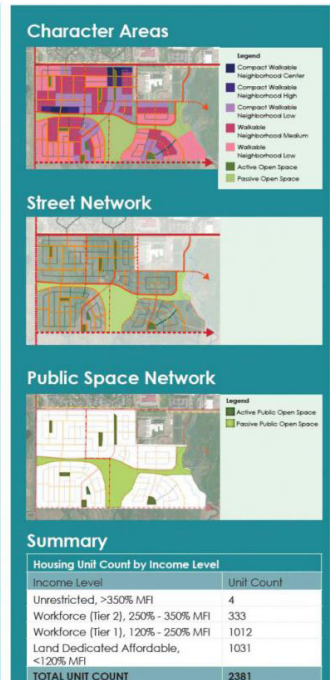 Character Areas
Legend
Compact Walkable
Neighborhood Center
Compact Walkable
Neighborhood High
Compact Walkable
Neighborhood Low
Walkable
Neighborhood Medium
Walkable
Neighborhood Low
Active Open Space
Passive Open Space
Street Network
Public Space Network
Legend
Active Public Open Space
Passive Public Open Space
Summary
Housing Unit Count by Income Level
Income Level Unit Count
Unrestricted, >350% MFI 4
Workforce (Tier 2), 250% - 350% MFI 333
Workforce (Tier 1), 120% - 250% MFI 1012
Land Dedicated Affordable, 1031
<120% MFI
TOTAL UNIT COUNT 2381